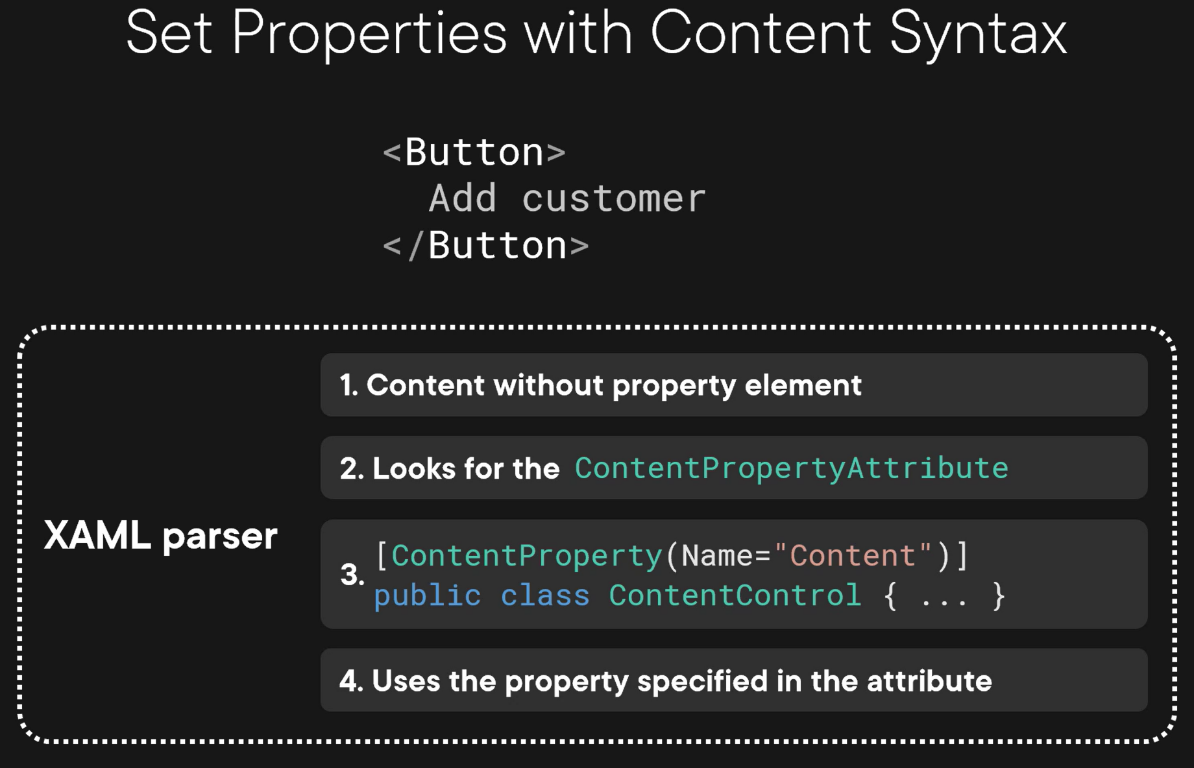 Set Properties with Content Syntax
<Button>
Add customer
</Button>
XAML parser
1. Content without property element
2. Looks for the ContentPropertyAttribute
3. [ContentProperty(Name="Content")]
public class ContentControl { ... }
4. Uses the property specified in the attribute